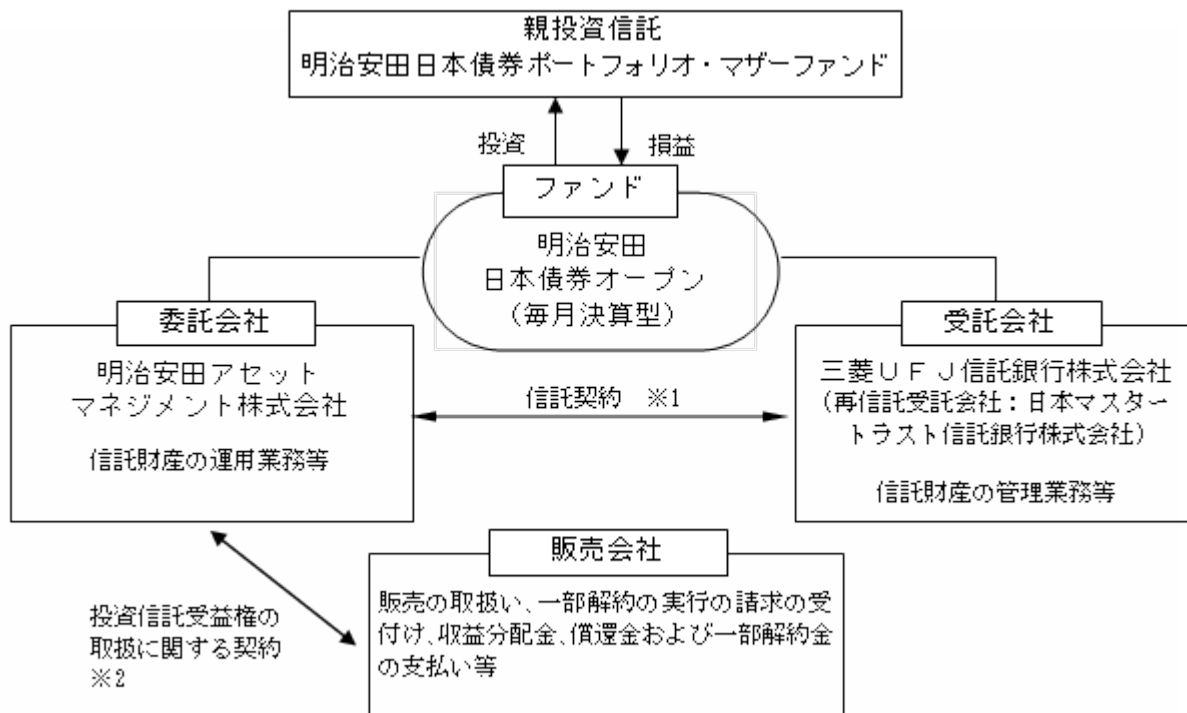 親投資信託
明治安田日本債券ポートフォリオ・マザーファンド
投資
損益
ファンド
明治安田
日本債券オープン
（毎月決算型）
委託会社
明治安田アセット
マネジメント株式会社
信託財産の運用業務等
信託契約　※1
受託会社
三菱ＵＦＪ信託銀行株式会社
（再信託受託会社：日本マスター
トラスト信託銀行株式会社）
信託財産の管理業務等
投資信託受益権の
取扱に関する契約
※2
販売会社
販売の取扱い、一部解約の実行の請求の受
付け、収益分配金、償還金および一部解約金
の支払い等